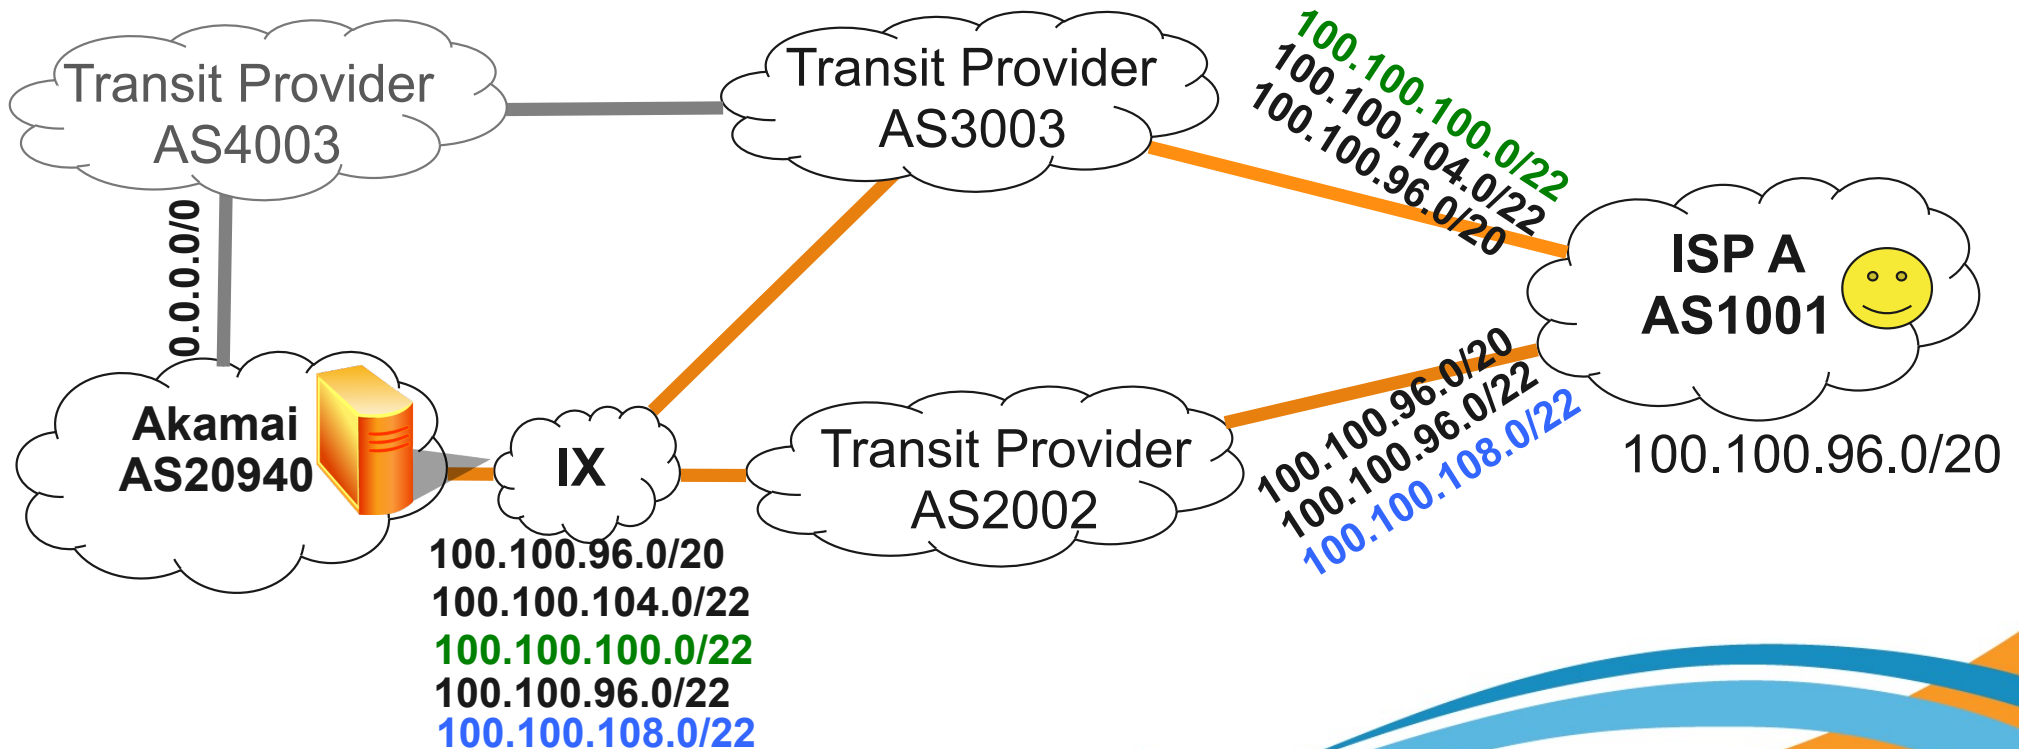 Transit Provider
AS4003
Transit Provider
AS3003
100.100.100.0/22
100.100.104.0/22
100.100.96.0/20
0.0.0.0/0
ISP A
AS1001
100.100.96.0/20
Akamai
AS20940
IX
Transit Provider
AS2002
100.100.96.0/20
100.100.96.0/22
100.100.108.0/22
100.100.96.0/20
100.100.104.0/22
100.100.100.0/22
100.100.96.0/22
100.100.108.0/22